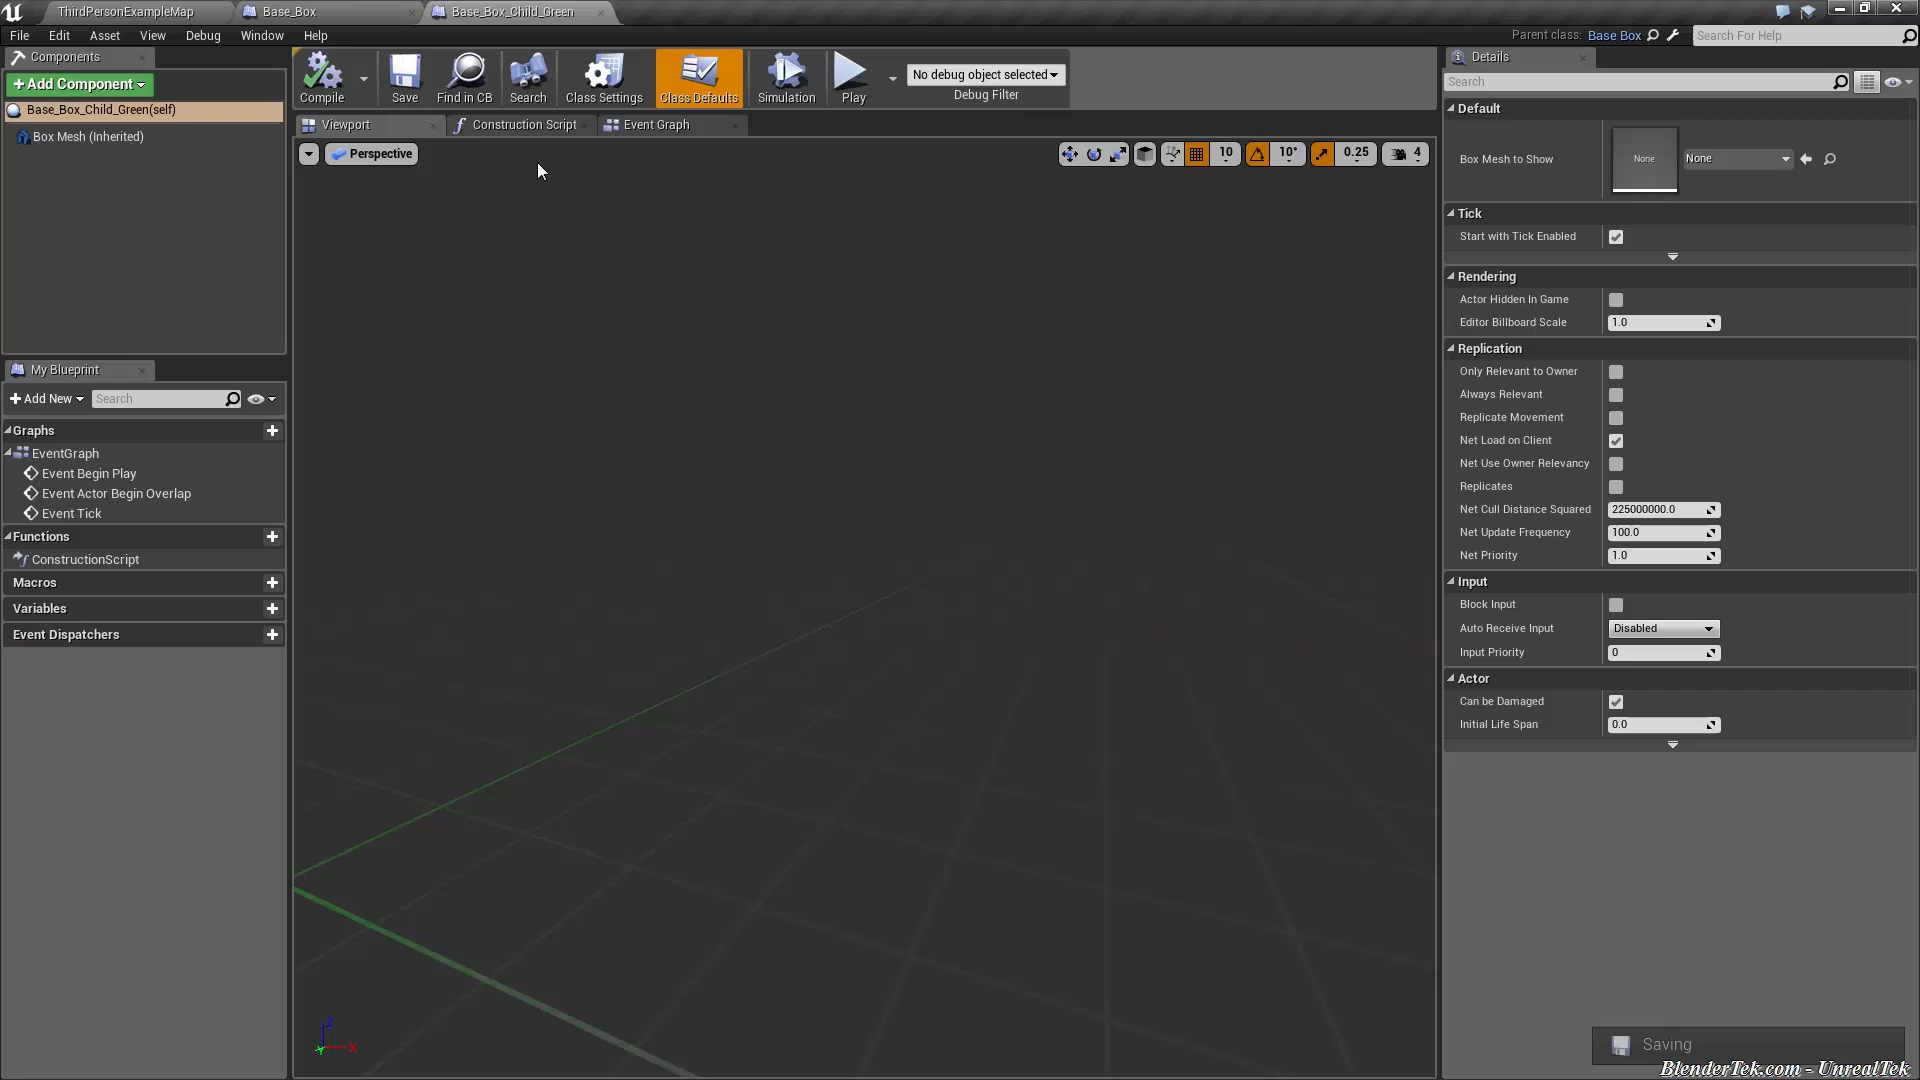 ThirdPersonExampleMap
Base_Box
Base_Box_Child_Green
File
Edit
Asset
View
Debug
Window
Help
Parent class:
Base Box
Search For Help
Components
+Add Component
Base_Box_Child_Green(self)
Box Mesh (Inherited)
Compile
Save
Find in CB
Search
Class Settings
Class Defaults
Simulation
Play
No debug object selected
Debug Filter
Viewport
Construction Script
Event Graph
Perspective
10
10°
0.25
4
My Blueprint
+Add New
Search
Graphs
EventGraph
Event Begin Play
Event Actor Begin Overlap
Event Tick
Functions
ConstructionScript
Macros
Variables
Event Dispatchers
Z
X
Y
Details
Search
Default
Box Mesh to Show
None
None
Tick
Start with Tick Enabled
Rendering
Actor Hidden In Game
Editor Billboard Scale
1.0
Replication
Only Relevant to Owner
Always Relevant
Replicate Movement
Net Load on Client
Net Use Owner Relevancy
Replicates
Net Cull Distance Squared
225000000.0
Net Update Frequency
100.0
Net Priority
1.0
Input
Block Input
Auto Receive Input
Disabled
Input Priority
0
Actor
Can be Damaged
Initial Life Span
0.0
Saving
BlenderTek.com - UnrealTek